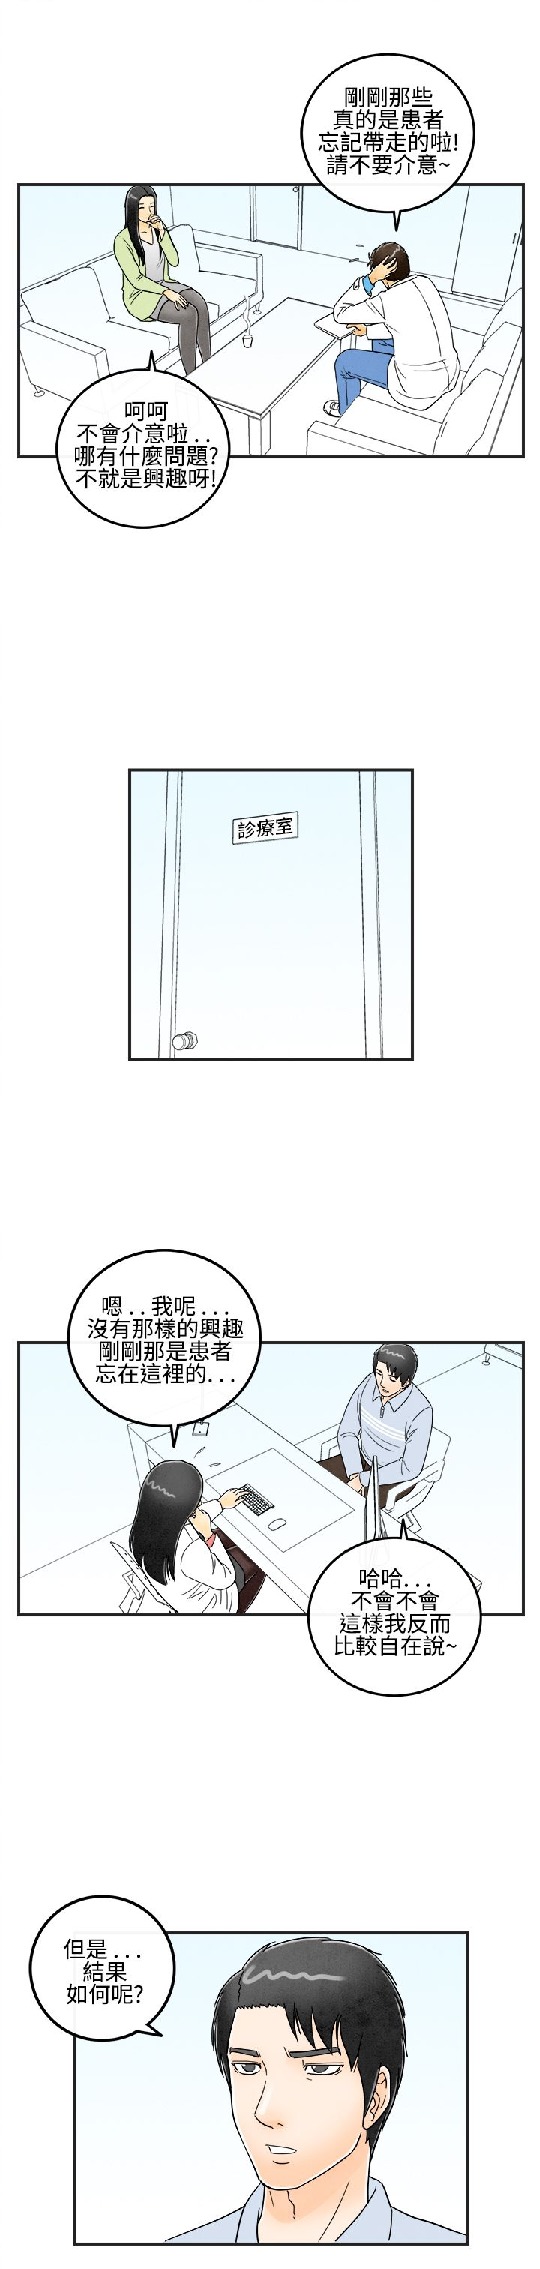 剛剛那些
真的是患者
忘記帶走的啦!
請不要介意~
呵呵
不會介意啦..
哪有什麼問題?
不就是興趣呀!
診療室
嗯..我呢...
沒有那樣的興趣
剛剛那是患者
忘在這裡的...
哈哈...
不會不會
這樣我反而
比較自在說~
但是...
結果
如何呢?